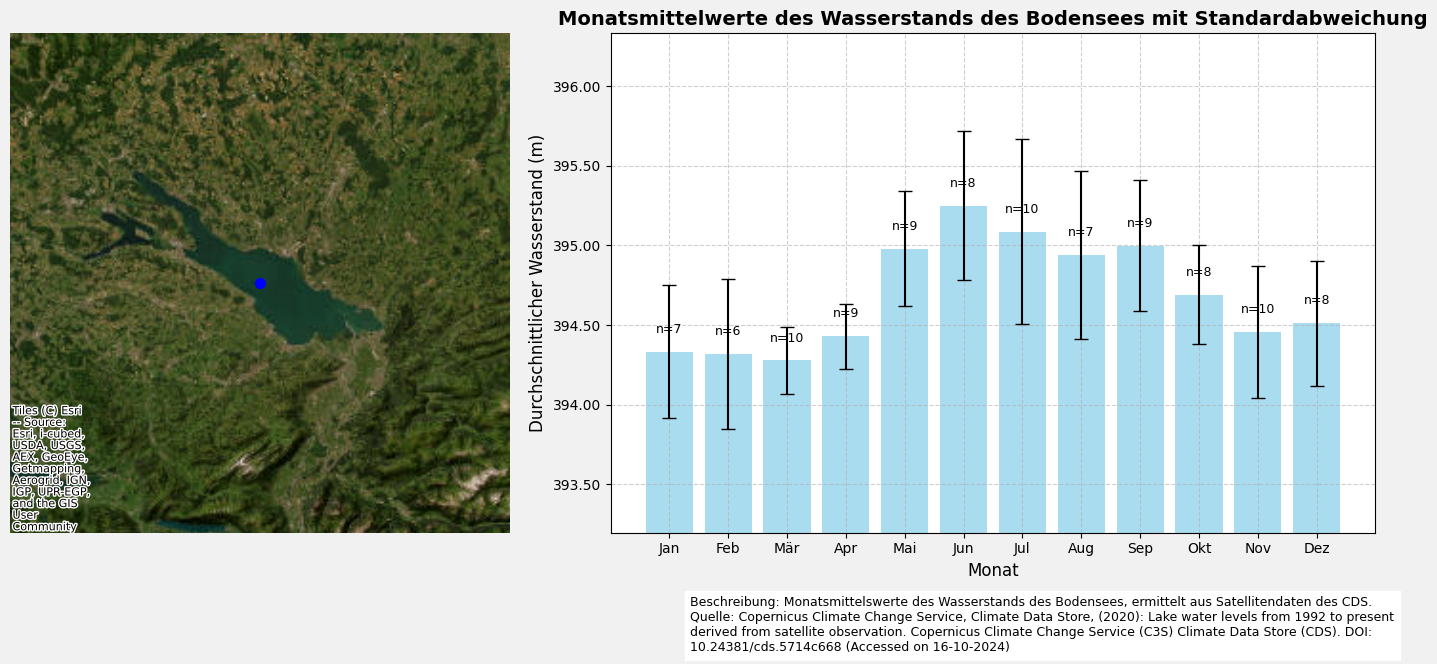 Monatsmittelwerte des Wasserstands des Bodensees mit Standardabweichung
Tiles (C) Esri
-- Source:
Esri, i-cubed,
USDA, USGS,
AEX, GeoEye,
Getmapping,
Aerogrid, IGN,
IGP, UPR-EGP,
and the GIS
User
Community
Durchschnittlicher Wasserstand (m)
396.00
395.50
395.00
394.50
394.00
393.50
n=7
n=6
n=10
n=9
n=9
n=8
n=10
n=7
n=9
n=8
n=10
n=8
Jan Feb Mär Apr Mai Jun Jul Aug Sep Okt Nov Dez
Monat
Beschreibung: Monatsmittelswerte des Wasserstands des Bodensees, ermittelt aus Satellitendaten des CDS.
Quelle: Copernicus Climate Change Service, Climate Data Store, (2020): Lake water levels from 1992 to present
derived from satellite observation. Copernicus Climate Change Service (C3S) Climate Data Store (CDS). DOI:
10.24381/cds.5714c668 (Accessed on 16-10-2024)